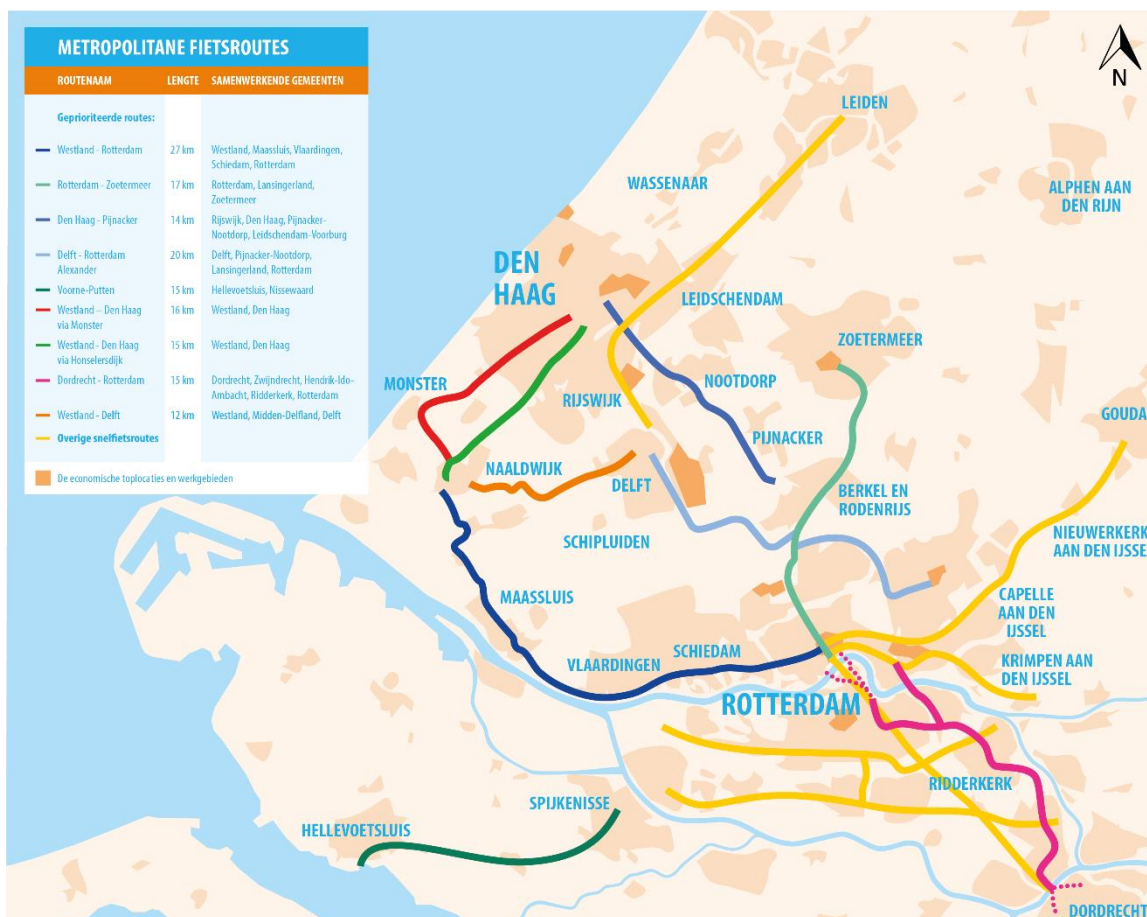 METROPOLITANE FIETSROUTES
ROUTENAAM LENGTE SAMENWERKENDE GEMEENTEN
Geprioriteerde routes:
Westland - Rotterdam 27 km Westland, Maassluis, Vlaardingen,
Schiedam, Rotterdam
Rotterdam - Zoetermeer 17 km Rotterdam, Lansingerland,
Zoetermeer
Den Haag - Pijnacker 14 km Rijswijk, Den Haag, Pijnacker-
Nootdorp, Leidschendam-Voorburg
Delft - Rotterdam 20 km Delft, Pijnacker-Nootdorp,
Alexander Lansingerland, Rotterdam
Voorne-Putten 15 km Hellevoetsluis, Nissewaard
Westland – Den Haag 16 km Westland, Den Haag
via Monster
Westland - Den Haag 15 km Westland, Den Haag
via Honselersdijk
Dordrecht - Rotterdam 15 km Dordrecht, Zwijndrecht, Hendrik-Ido-
Ambacht, Ridderkerk, Rotterdam
Westland - Delft 12 km Westland, Midden-Delfland, Delft
Overige snelfietsroutes
De economische toplocaties en werkgebieden
N
LEIDEN
WASSENAAR
ALPHEN AAN
DEN RIJN
DEN
HAAG
LEIDSCHENDAM
ZOETERMEER
MONSTER
RIJSWIJK
NOOTDORP
GOUDA
PIJNACKER
NAALDWIJK
DELFT
BERKEL EN
RODENRIJS
SCHIPLUIDEN
NIEUWERKERK
AAN DEN IJSSE
MAASSLUIS
CAPELLE
AAN DEN
IJSSEL
SCHIEDAM
VLAARDINGEN
KRIMPEN AAN
DEN IJSSEL
ROTTERDAM
RIDDERKERK
SPIJKENISSE
HELLEVOETSLUIS
DORDRECHT